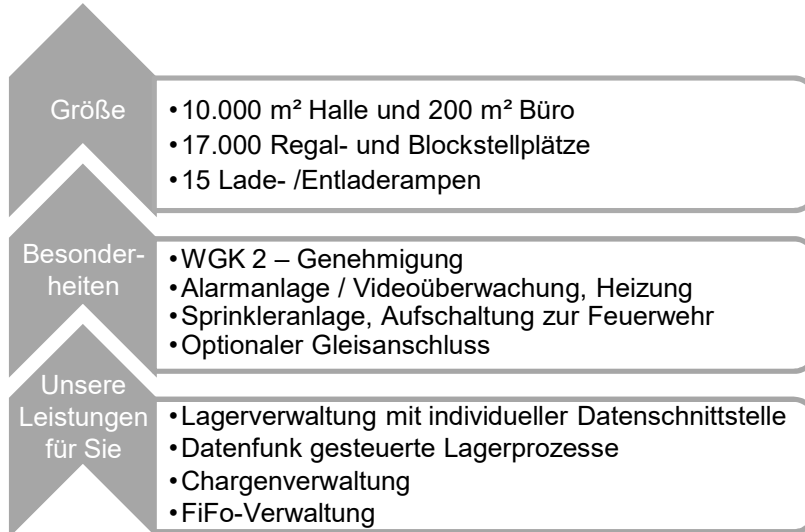 Größe
•10.000 m² Halle und 200 m² Büro
•17.000 Regal- und Blockstellplätze
•15 Lade- /Entladerampen
Besonder-
heiten
•WGK 2 – Genehmigung
•Alarmanlage / Videoüberwachung, Heizung
•Sprinkleranlage, Aufschaltung zur Feuerwehr
•Optionaler Gleisanschluss
Unsere
Leistungen
für Sie
•Lagerverwaltung mit individueller Datenschnittstelle
•Datenfunk gesteuerte Lagerprozesse
•Chargenverwaltung
•FiFo-Verwaltung